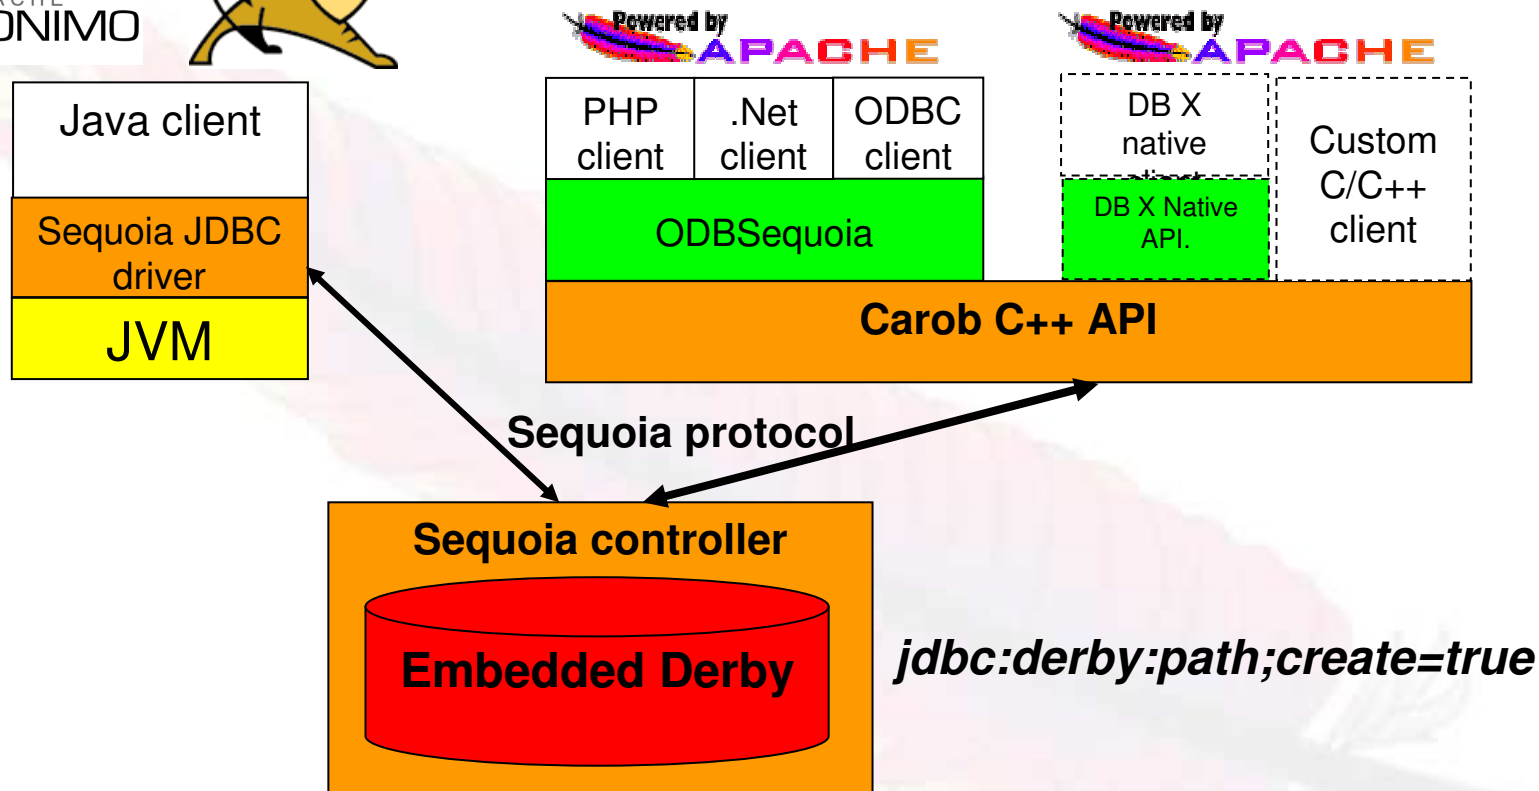 Powered by
APACHE
Powered by
APACHE
Java client
Sequoia JDBC
driver
JVM
PHP
client
.Net
client
ODBC
client
ODBSequoia
DB X
native
client
DB X Native
API.
Custom
C/C++
client
Carob C++ API
Sequoia protocol
Sequoia controller
Embedded Derby
jdbc:derby:path;create=true